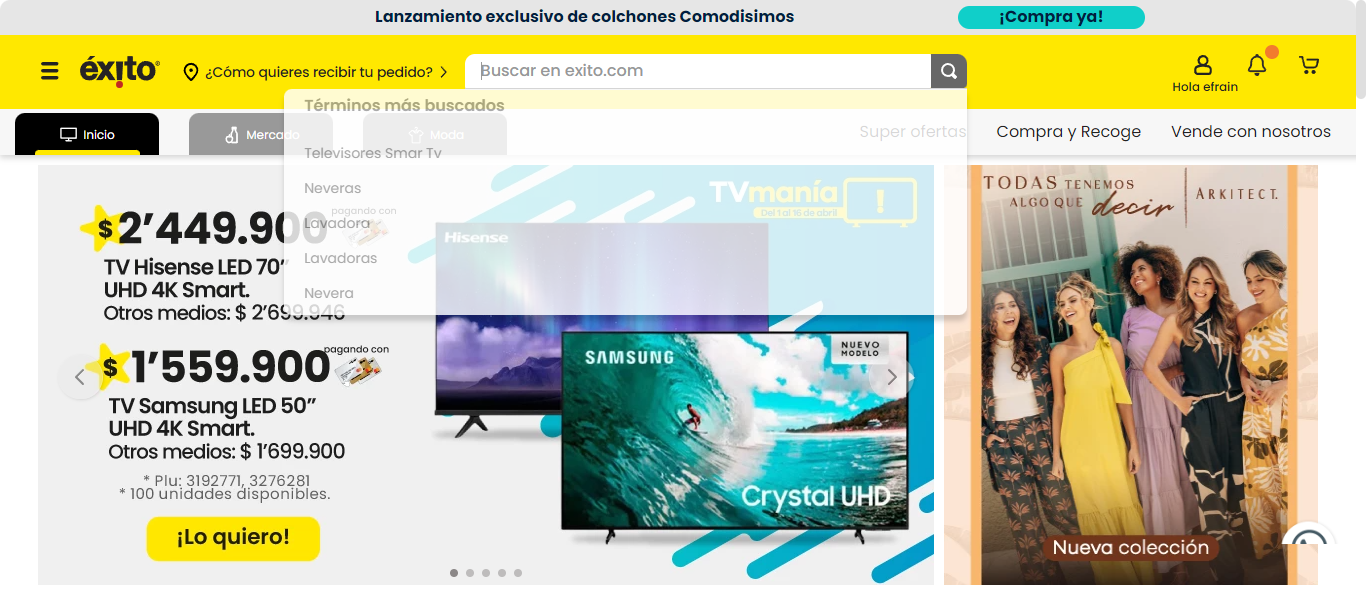 Lanzamiento exclusivo de colchones Comodisimos
¡Compra ya!
éxito
¿Cómo quieres recibir tu pedido?
Buscar en exito.com
Hola efrain
Inicio
Mercado
Moda
Super ofertas
Compra y Recoge
Vende con nosotros
Términos más buscados
Televisores Smar Tv
Neveras
Lavadora
Lavadoras
Nevera
$2’449.900
pagando con
TV Hisense LED 70”
UHD 4K Smart.
Otros medios: $ 2’699.946
$1’559.900
pagando con
TV Samsung LED 50”
UHD 4K Smart.
Otros medios: $ 1’699.900
* Plu: 3192771, 3276281
* 100 unidades disponibles.
¡Lo quiero!
TVmanía
Del 1 al 16 de abril
!
Hisense
SAMSUNG
NUEVO
MODELO
Crystal UHD
TODAS TENEMOS
ALGO QUE decir
ARKITECT.
Nueva colección